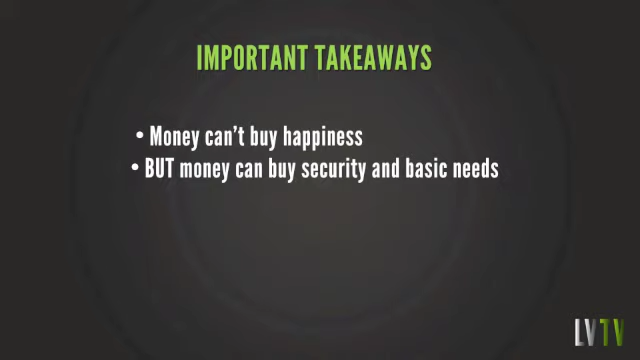 IMPORTANT TAKEAWAYS
• Money can't buy happiness
• BUT money can buy security and basic needs
LVTV